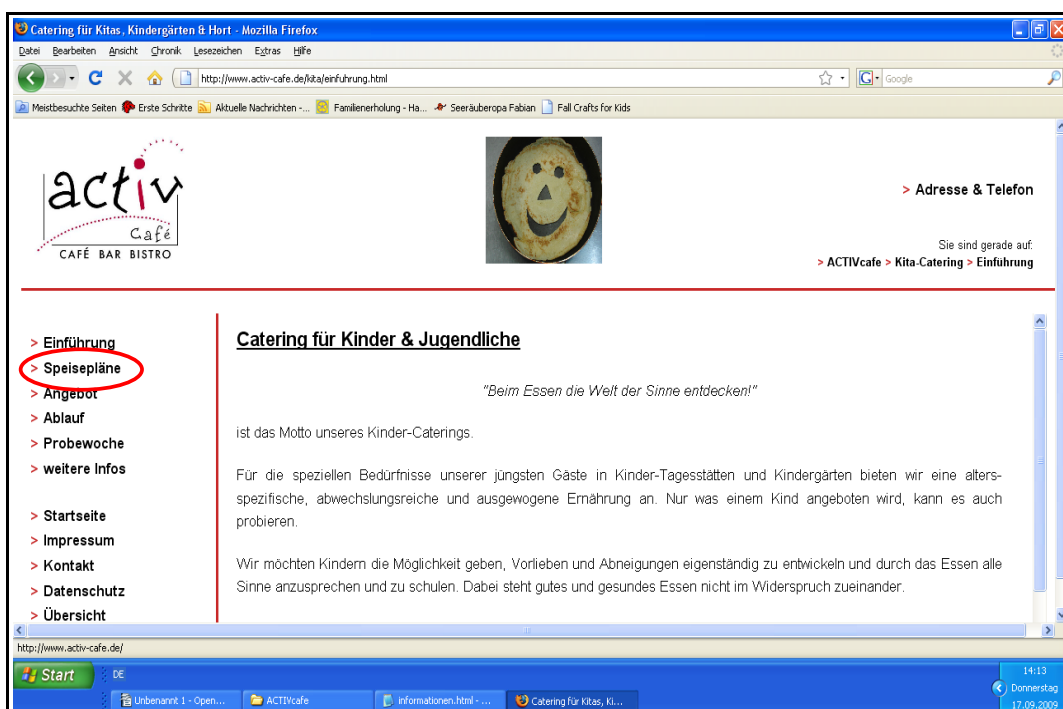 Catering für Kitas, Kindergärten & Hort - Mozilla Firefox
Datei Bearbeiten Ansicht Chronik Lesezeichen Extras Hilfe
http://www.activ-cafe.de/kita/einfuhrung.html
G Google
Meistbesuchte Seiten Erste Schritte Aktuelle Nachrichten -... Familienerholung - Ha... Seeräuberopa Fabian Fall Crafts for Kids
activ
Café
CAFÉ BAR BISTRO
> Adresse & Telefon
Sie sind gerade auf:
> ACTIVcafe > Kita-Catering > Einführung
> Einführung
> Speisepläne
> Angebot
> Ablauf
> Probewoche
> weitere Infos
> Startseite
> Impressum
> Kontakt
> Datenschutz
> Übersicht
Catering für Kinder & Jugendliche
"Beim Essen die Welt der Sinne entdecken!"
ist das Motto unseres Kinder-Caterings.
Für die speziellen Bedürfnisse unserer jüngsten Gäste in Kinder-Tagesstätten und Kindergärten bieten wir eine alters-
spezifische, abwechslungsreiche und ausgewogene Ernährung an. Nur was einem Kind angeboten wird, kann es auch
probieren.
Wir möchten Kindern die Möglichkeit geben, Vorlieben und Abneigungen eigenständig zu entwickeln und durch das Essen alle
Sinne anzusprechen und zu schulen. Dabei steht gutes und gesundes Essen nicht im Widerspruch zueinander.
http://www.activ-cafe.de/
Start
DE
Unbenannt 1 - Open...
ACTIVcafe
informationen.html - ...
Catering für Kitas, Ki...
14:13
Donnerstag
17.09.2009